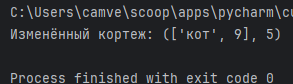 C:\Users\camve\scoop\apps\pycharm\cu
Изменённый кортеж: (['кот', 9], 5)
Process finished with exit code 0